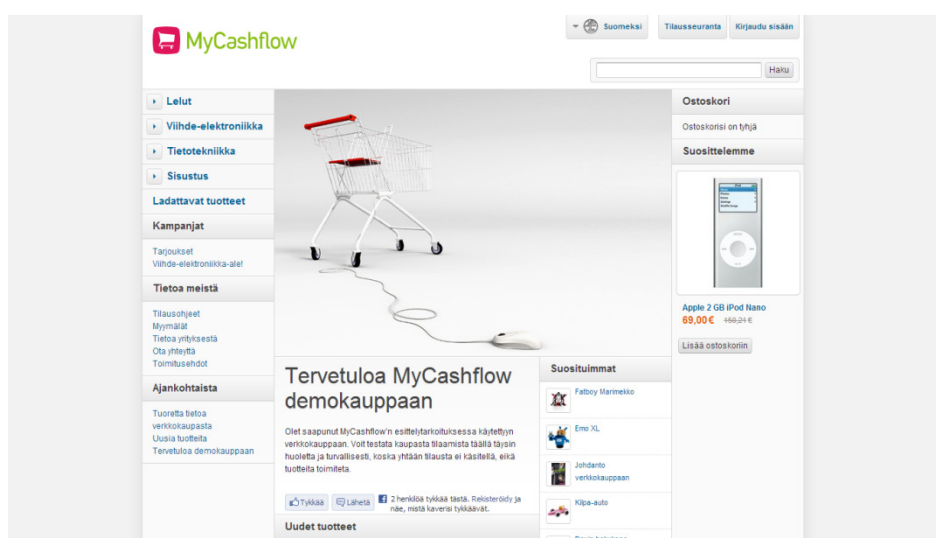 MyCashflow
Suomeksi
Tilausseuranta
Kirjaudu sisään
Haku
Lelut
Viihde-elektroniikka
Tietotekniikka
Sisustus
Ladattavat tuotteet
Kampanjat
Tarjoukset
Viihde-elektroniikka-ale!
Tietoa meistä
Tilausohjeet
Myymälät
Tietoa yrityksestä
Ota yhteyttä
Toimitusehdot
Ajankohtaista
Tuoretta tietoa
verkkokaupasta
Uusia tuotteita
Tervetuloa demokauppaan
Tervetuloa MyCashflow
demokauppaan
Olet saapunut MyCashflow'n esittelytarkoituksessa käytettyyn
verkkokauppaan. Voit testata kaupasta tilaamista täällä täysin
huoletta ja turvallisesti, koska yhtään tilausta ei käsitellä, eikä
tuotteita toimiteta.
Tykkää
Lähetä
2 henkilöä tykkää tästä. Rekisteröidy ja
näe, mistä kaverisi tykkäävät.
Uudet tuotteet
Suosituimmat
Fatboy Marimekko
Emo XL
Johdanto
verkkokauppaan
Kilpa-auto
Ostoskori
Ostoskorisi on tyhjä
Suosittelemme
Apple 2 GB iPod Nano
69,00 €
Lisää ostoskoriin